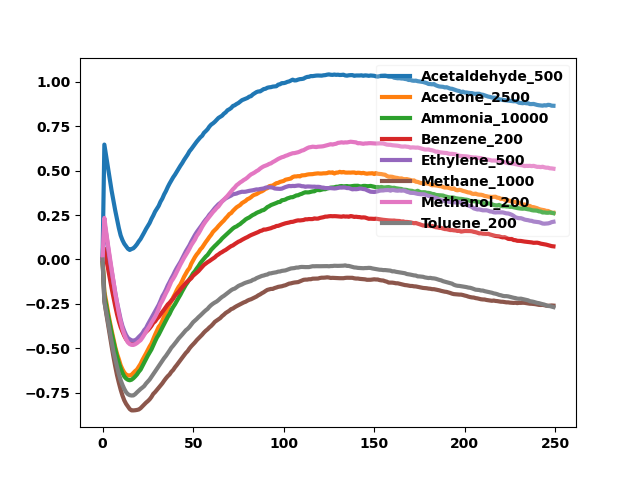 1.00
0.75
0.50
0.25
0.00
−0.25
−0.50
−0.75
0 50 100 150 200 250
Acetaldehyde_500
Acetone_2500
Ammonia_10000
Benzene_200
Ethylene_500
Methane_1000
Methanol_200
Toluene_200